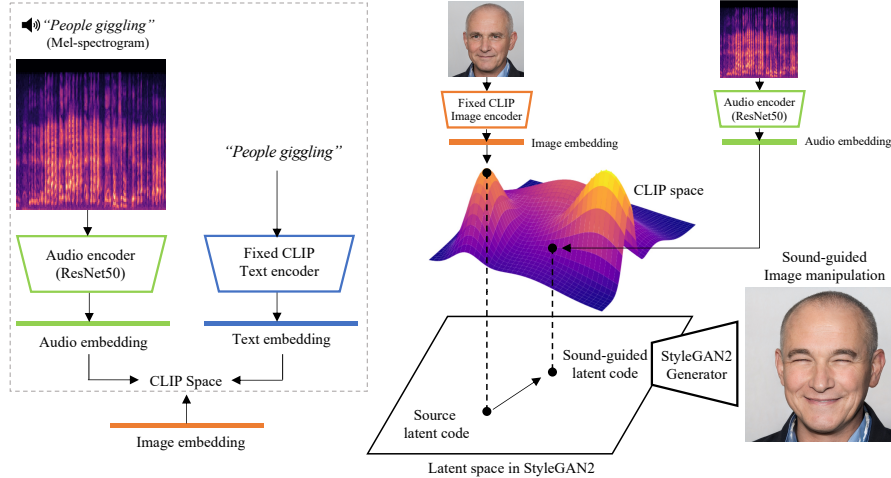 “People giggling”
(Mel-spectrogram)
“People giggling”
Audio encoder
(ResNet50)
Fixed CLIP
Text encoder
Audio embedding
Text embedding
CLIP Space
Image embedding
Fixed CLIP
Image encoder
Image embedding
Audio encoder
(ResNet50)
Audio embedding
CLIP space
Sound-guided
Image manipulation
Sound-guided
latent code
StyleGAN2
Generator
Source
latent code
Latent space in StyleGAN2